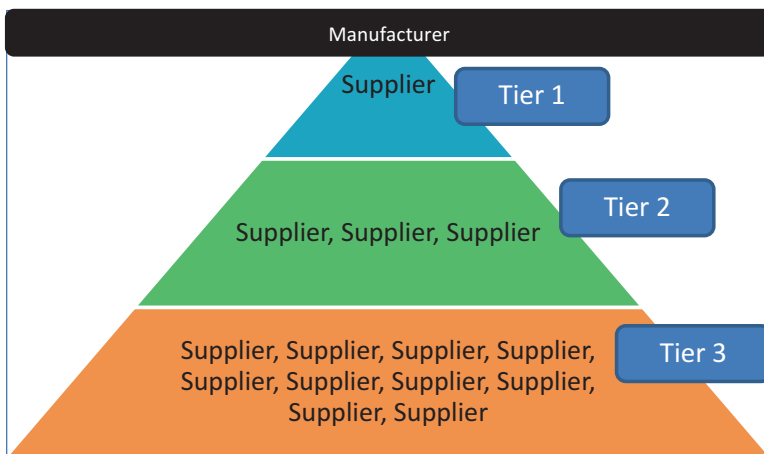 Manufacturer
Supplier
Tier 1
Tier 2
Supplier, Supplier, Supplier
Tier 3
Supplier, Supplier, Supplier, Supplier,
Supplier, Supplier, Supplier, Supplier,
Supplier, Supplier